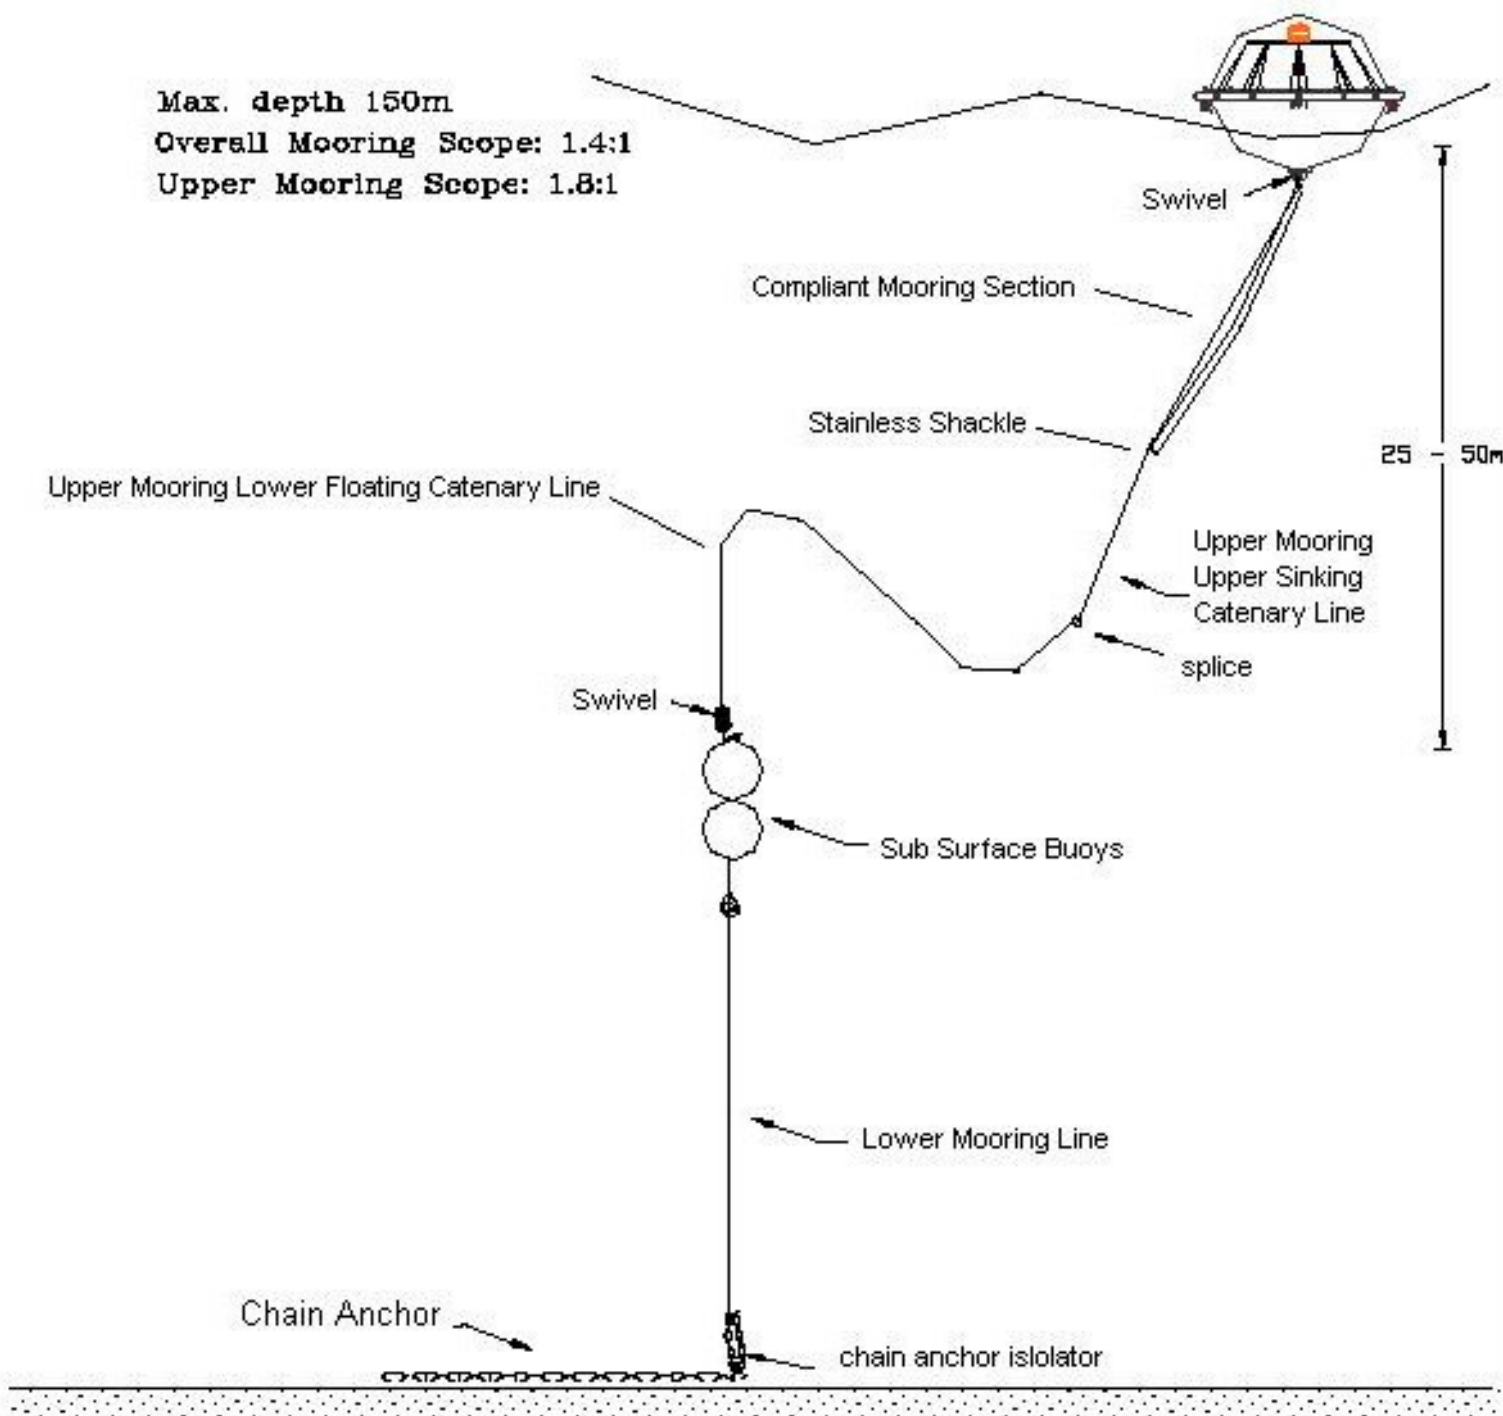 Max. depth 150m
Overall Mooring Scope: 1.4:1
Upper Mooring Scope: 1.8:1
Swivel
Compliant Mooring Section
Stainless Shackle
25 - 50m
Upper Mooring Lower Floating Catenary Line
Upper Mooring
Upper Sinking
Catenary Line
splice
Swivel
Sub Surface Buoys
Lower Mooring Line
Chain Anchor
chain anchor islolator